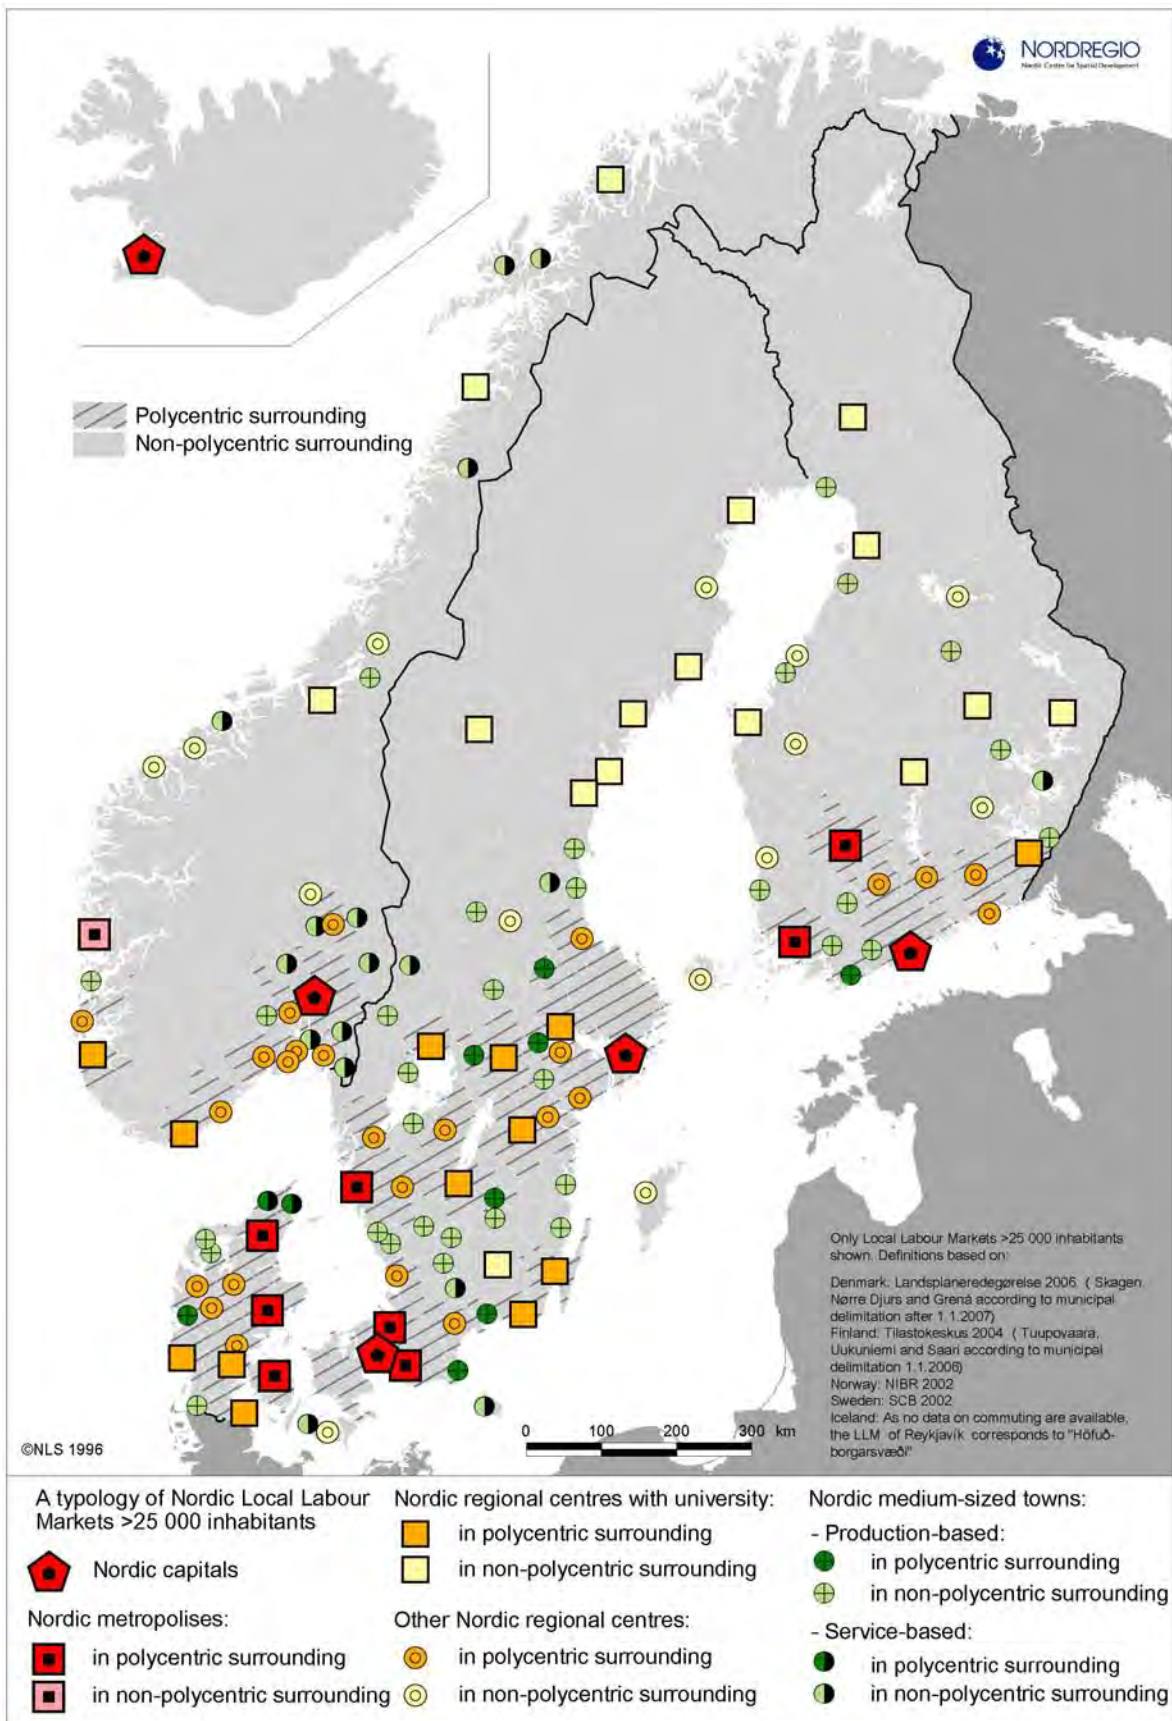 NORDREGIO
Nordic Centre for Spatial Development
Polycentric surrounding
Non-polycentric surrounding
Only Local Labour Markets >25 000 inhabitants
shown. Definitions based on:
Denmark: Landsplaneredegørelse 2006. ( Skagen,
Nørre Djurs and Grenå according to municipal
delimitation after 1.1.2007)
Finland: Tilastokeskus 2004 ( Tuupovaara,
Uukuniemi and Saari according to municipal
delimitation 1.1.2006)
Norway: NIBR 2002
Sweden: SCB 2002
Iceland: As no data on commuting are available,
the LLM of Reykjavík corresponds to "Höfuð-
borgarsvæði"
0 100 200 300 km
©NLS 1996
A typology of Nordic Local Labour
Markets >25 000 inhabitants
Nordic capitals
Nordic metropolises:
in polycentric surrounding
in non-polycentric surrounding
Nordic regional centres with university:
in polycentric surrounding
in non-polycentric surrounding
Other Nordic regional centres:
in polycentric surrounding
in non-polycentric surrounding
Nordic medium-sized towns:
- Production-based:
in polycentric surrounding
in non-polycentric surrounding
- Service-based:
in polycentric surrounding
in non-polycentric surrounding